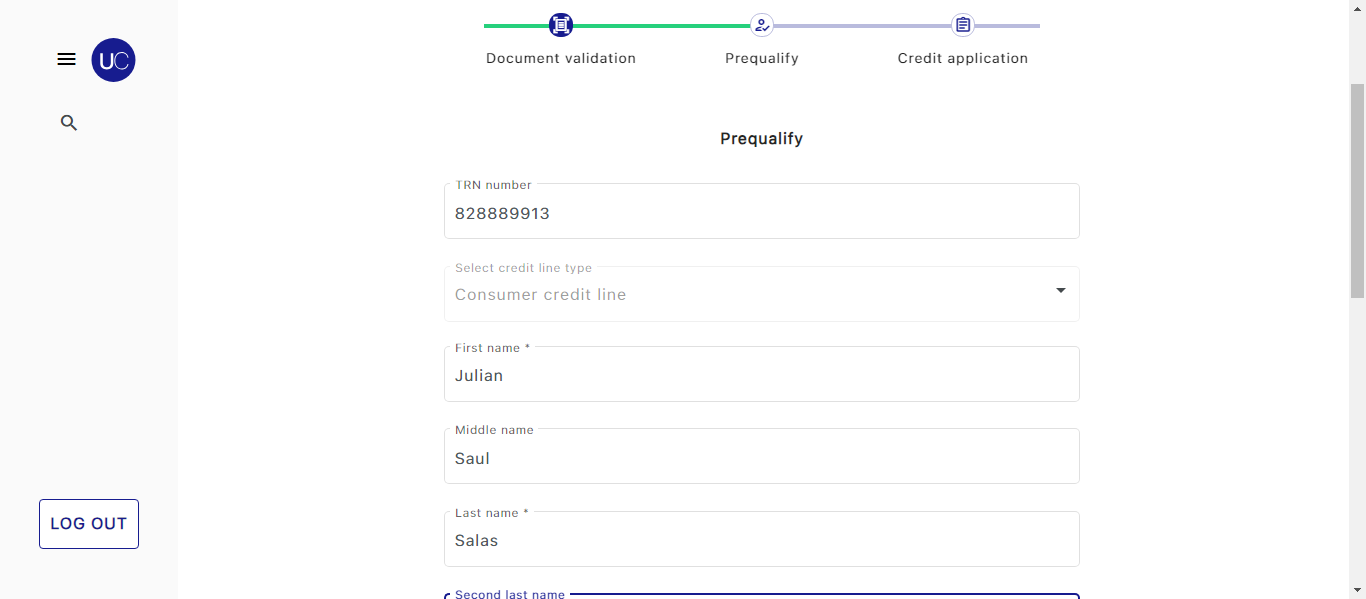 UC
Document validation
Prequalify
Credit application
Prequalify
TRN number
828889913
Select credit line type
Consumer credit line
First name *
Julian
Middle name
Saul
Last name *
Salas
Second last name
LOG OUT